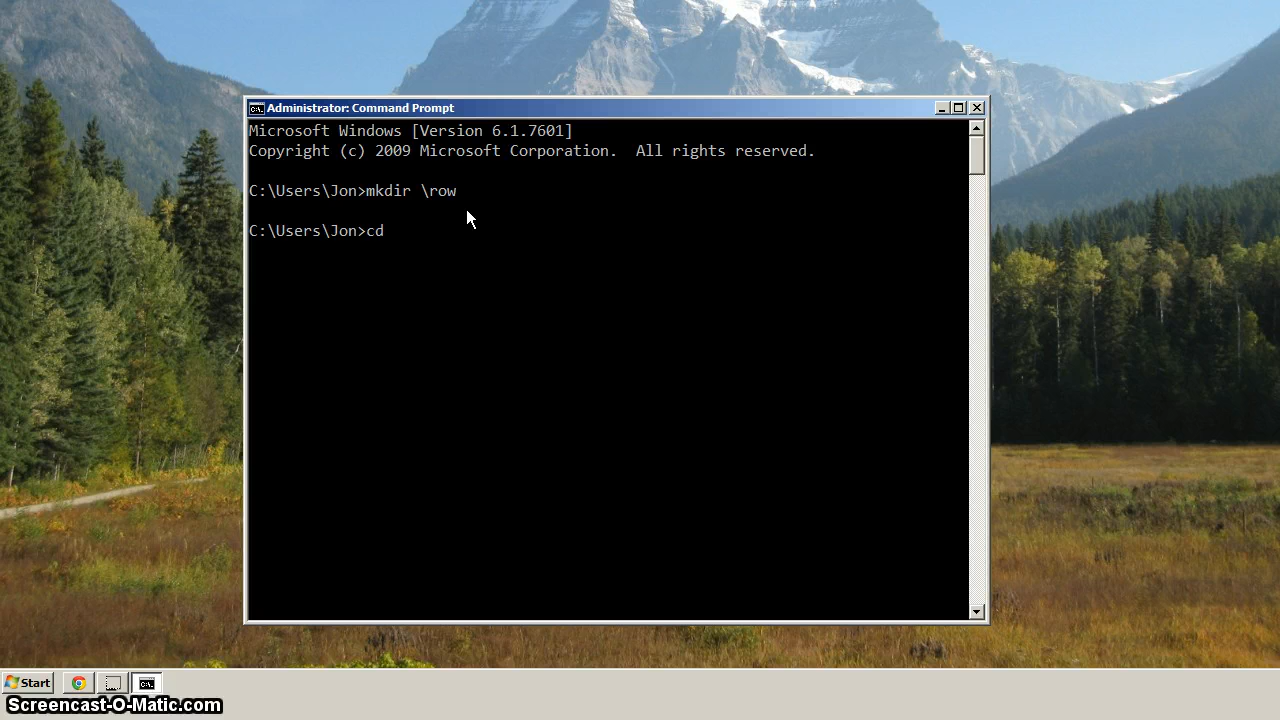 Administrator: Command Prompt
Microsoft Windows [Version 6.1.7601]
Copyright (c) 2009 Microsoft Corporation.  All rights reserved.
C:\Users\Jon>mkdir \row
C:\Users\Jon>cd
Start
Screencast-O-Matic.com